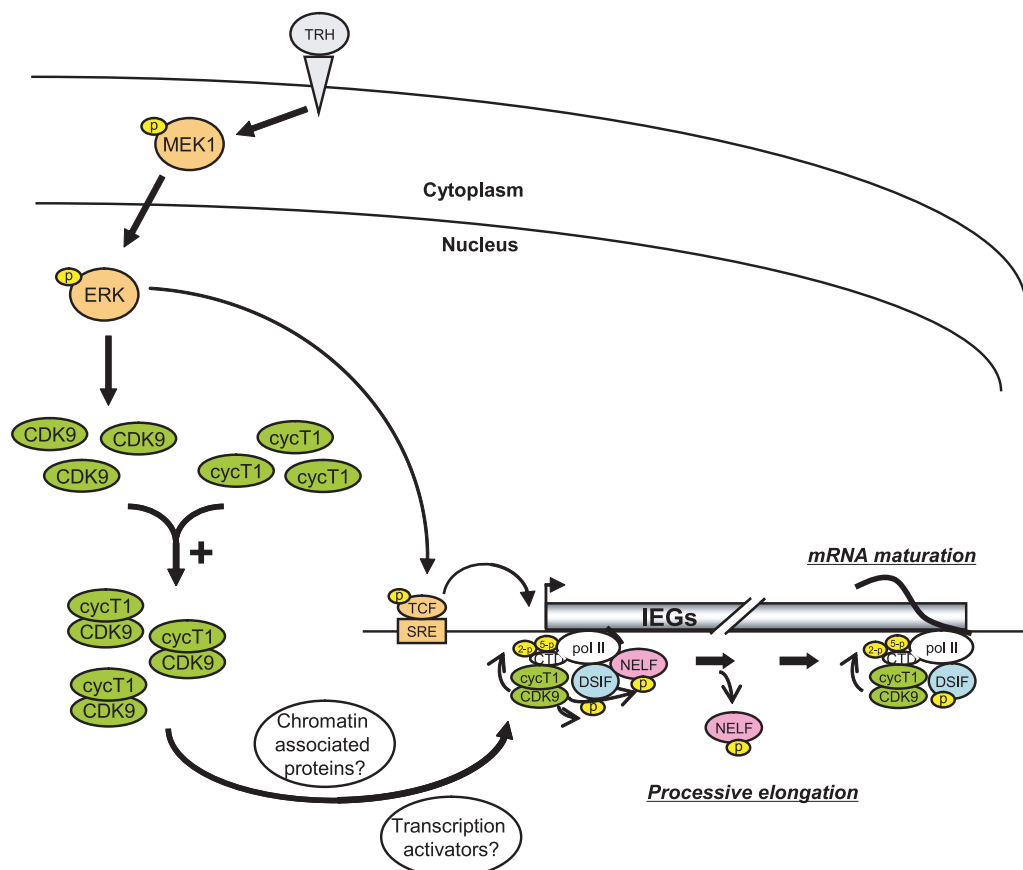 TRH
p
MEK1
Cytoplasm
Nucleus
p
ERK
CDK9
CDK9
CDK9
cycT1
cycT1
cycT1
+
mRNA maturation
cycT1
CDK9
cycT1
CDK9
cycT1
CDK9
p
TCF
SRE
IEGs
2-p
5-p
CTD
pol II
cycT1
CDK9
DSIF
NELF
p
p
2-p
5-p
CTD
pol II
cycT1
CDK9
DSIF
p
NELF
p
Chromatin
associated
proteins?
Processive elongation
Transcription
activators?